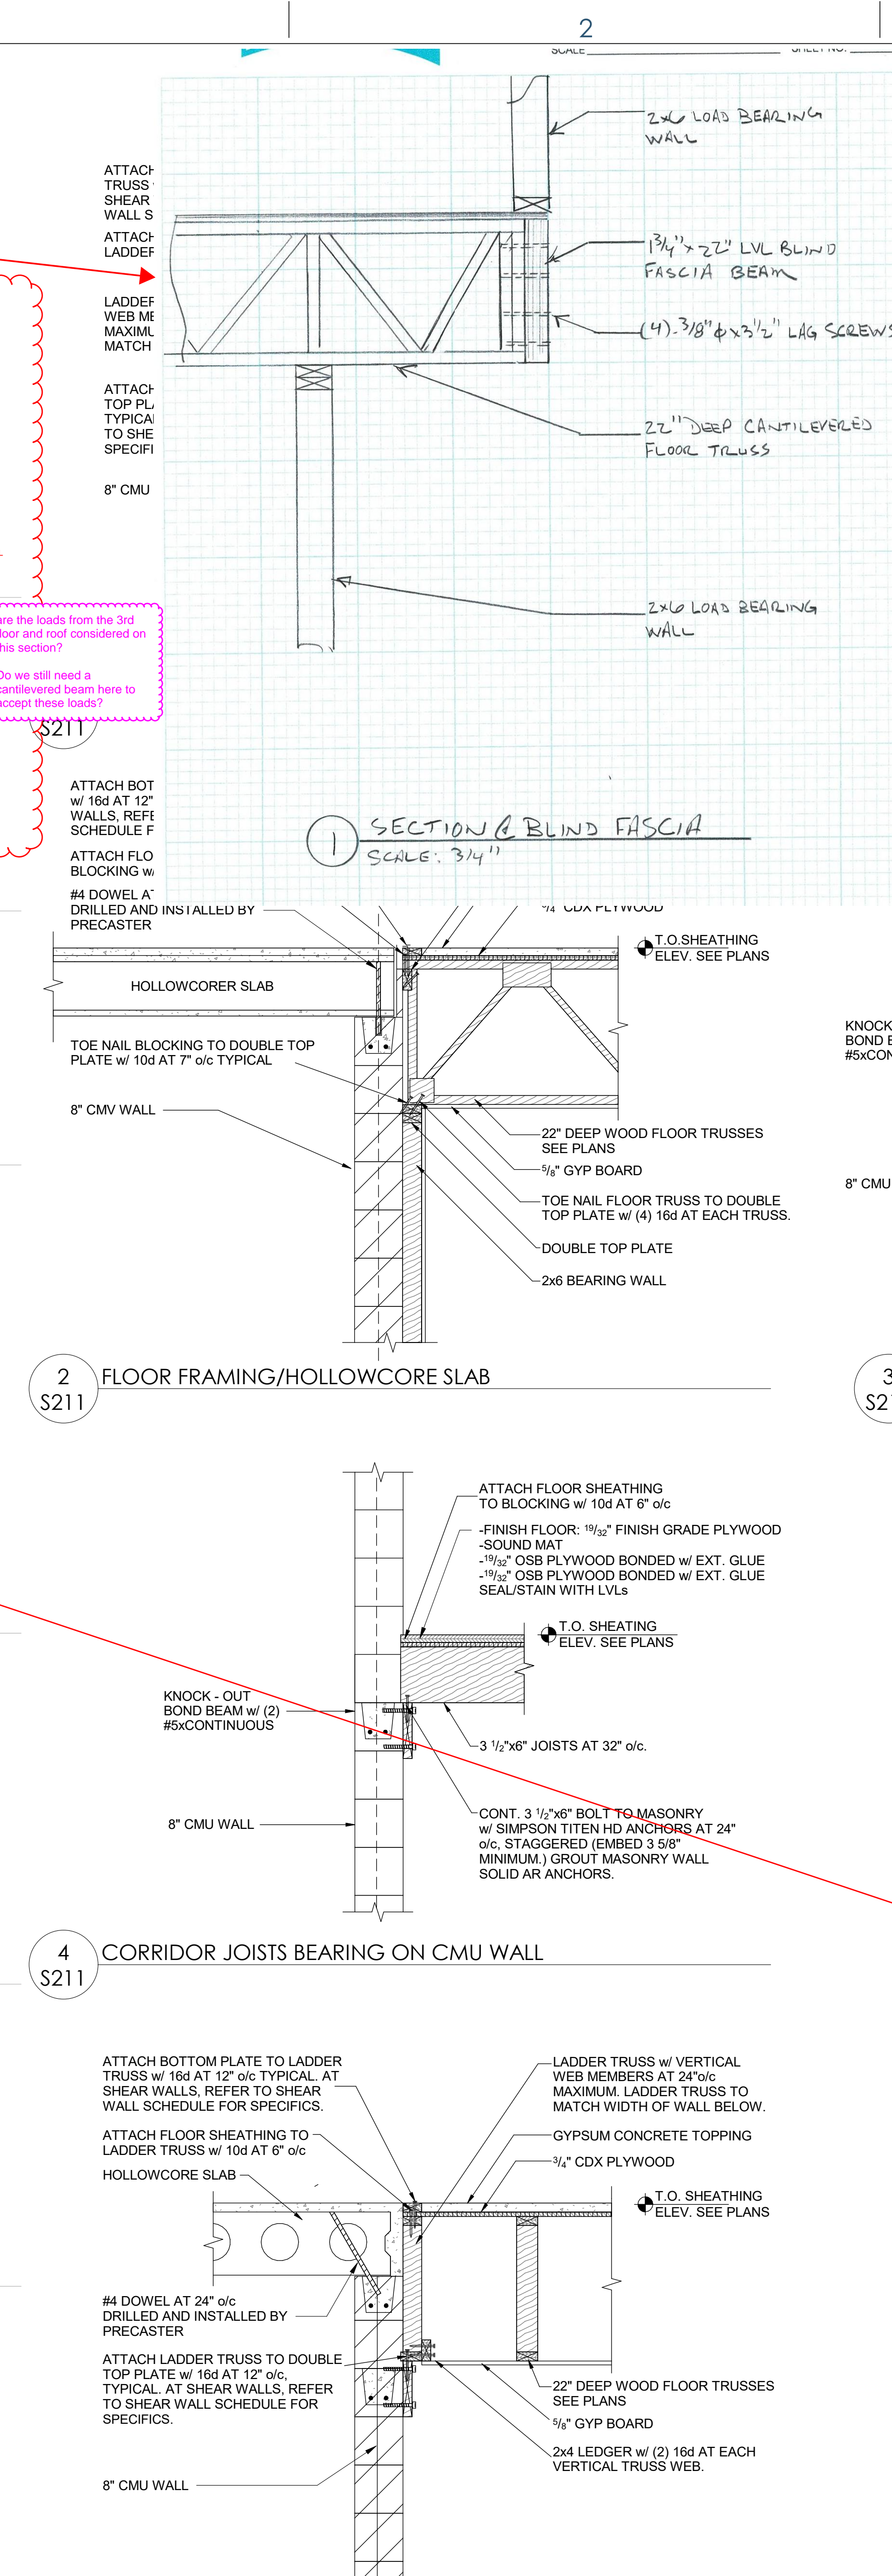 2
SCALE
SHEET NO.
2x6 LOAD BEARING
WALL
1 3/4" x 22" LVL BLIND
FASCIA BEAM
(4)-3/8"φ x 3 1/2" LAG SCREWS
22" DEEP CANTILEVERED
FLOOR TRUSS
2x6 LOAD BEARING
WALL
1 SECTION @ BLIND FASCIA
SCALE: 3/4"
ATTACH
TRUSS
SHEAR
WALL S
ATTACH
LADDER
LADDER
WEB ME
MAXIMU
MATCH
ATTACH
TOP PLA
TYPICAL
TO SHE
SPECIFI
8" CMU
are the loads from the 3rd
floor and roof considered on
this section?
Do we still need a
cantilevered beam here to
accept these loads?
S211
ATTACH BOT
w/ 16d AT 12"
WALLS, REFE
SCHEDULE F
ATTACH FLO
BLOCKING w/
#4 DOWEL AT
DRILLED AND INSTALLED BY
PRECASTER
3/4" CDX PLYWOOD
T.O.SHEATHING
ELEV. SEE PLANS
HOLLOWCORER SLAB
TOE NAIL BLOCKING TO DOUBLE TOP
PLATE w/ 10d AT 7" o/c TYPICAL
8" CMV WALL
22" DEEP WOOD FLOOR TRUSSES
SEE PLANS
5/8" GYP BOARD
TOE NAIL FLOOR TRUSS TO DOUBLE
TOP PLATE w/ (4) 16d AT EACH TRUSS.
DOUBLE TOP PLATE
2x6 BEARING WALL
KNOCK
BOND B
#5xCON
8" CMU
2
S211
FLOOR FRAMING/HOLLOWCORE SLAB
3
S21
ATTACH FLOOR SHEATHING
TO BLOCKING w/ 10d AT 6" o/c
-FINISH FLOOR: 19/32" FINISH GRADE PLYWOOD
-SOUND MAT
-19/32" OSB PLYWOOD BONDED w/ EXT. GLUE
-19/32" OSB PLYWOOD BONDED w/ EXT. GLUE
SEAL/STAIN WITH LVLs
T.O. SHEATING
ELEV. SEE PLANS
KNOCK - OUT
BOND BEAM w/ (2)
#5xCONTINUOUS
3 1/2"x6" JOISTS AT 32" o/c.
8" CMU WALL
CONT. 3 1/2"x6" BOLT TO MASONRY
w/ SIMPSON TITEN HD ANCHORS AT 24"
o/c, STAGGERED (EMBED 3 5/8"
MINIMUM.) GROUT MASONRY WALL
SOLID AR ANCHORS.
4
S211
CORRIDOR JOISTS BEARING ON CMU WALL
ATTACH BOTTOM PLATE TO LADDER
TRUSS w/ 16d AT 12" o/c TYPICAL. AT
SHEAR WALLS, REFER TO SHEAR
WALL SCHEDULE FOR SPECIFICS.
ATTACH FLOOR SHEATHING TO
LADDER TRUSS w/ 10d AT 6" o/c
HOLLOWCORE SLAB
LADDER TRUSS w/ VERTICAL
WEB MEMBERS AT 24"o/c
MAXIMUM. LADDER TRUSS TO
MATCH WIDTH OF WALL BELOW.
GYPSUM CONCRETE TOPPING
3/4" CDX PLYWOOD
T.O. SHEATHING
ELEV. SEE PLANS
#4 DOWEL AT 24" o/c
DRILLED AND INSTALLED BY
PRECASTER
ATTACH LADDER TRUSS TO DOUBLE
TOP PLATE w/ 16d AT 12" o/c,
TYPICAL. AT SHEAR WALLS, REFER
TO SHEAR WALL SCHEDULE FOR
SPECIFICS.
8" CMU WALL
22" DEEP WOOD FLOOR TRUSSES
SEE PLANS
5/8" GYP BOARD
2x4 LEDGER w/ (2) 16d AT EACH
VERTICAL TRUSS WEB.